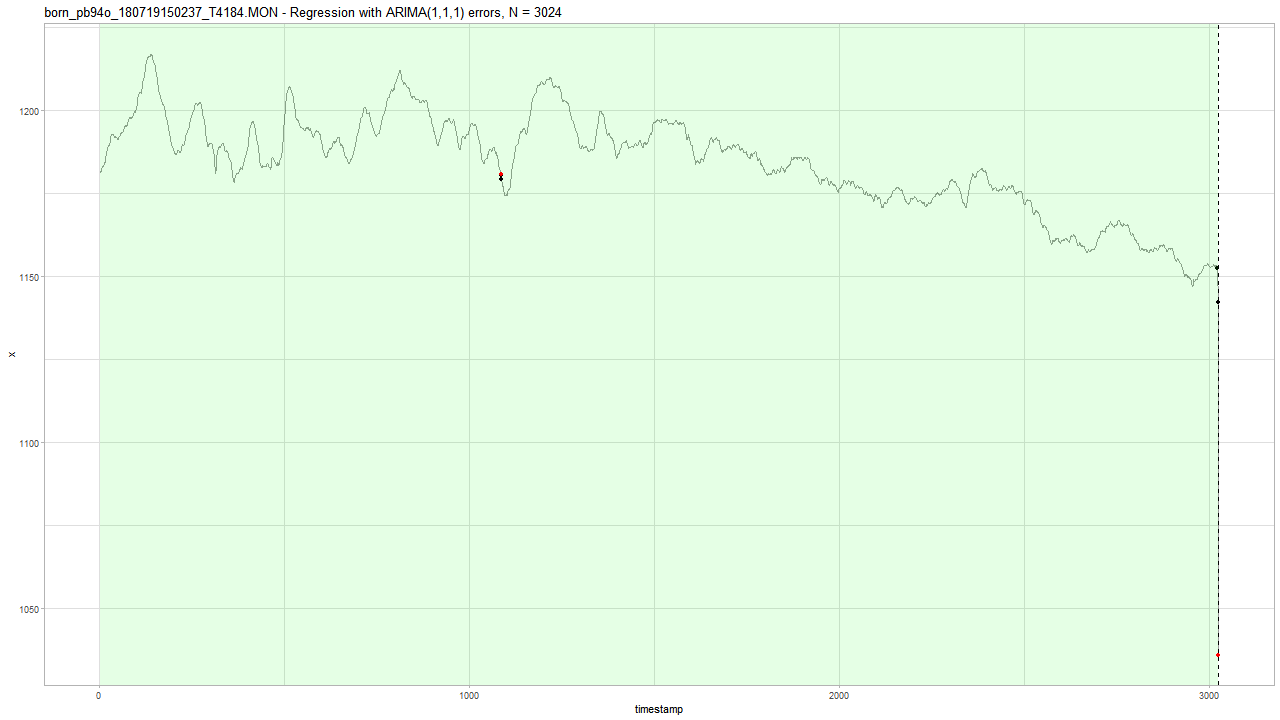 born_pb94o_180719150237_T4184.MON - Regression with ARIMA(1,1,1) errors, N = 3024
1200
1150
x
1100
1050
0
1000
2000
3000
timestamp